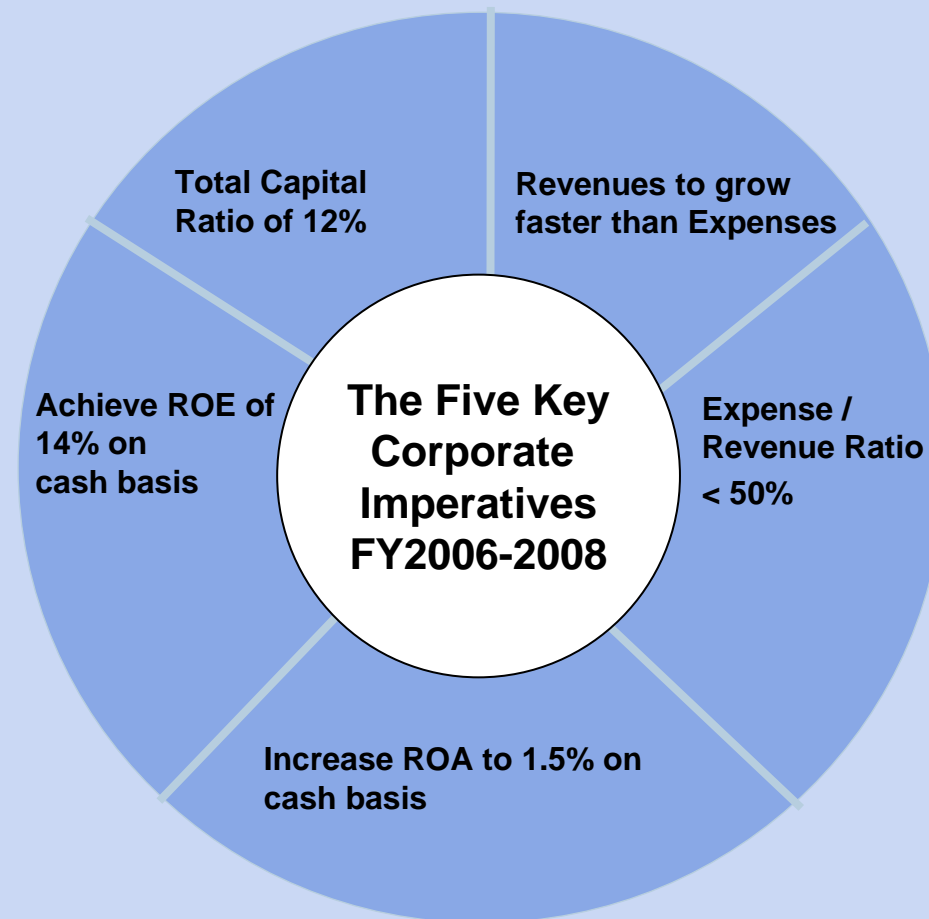 Total Capital
Ratio of 12%
Revenues to grow
faster than Expenses
Achieve ROE of
14% on
cash basis
The Five Key
Corporate
Imperatives
FY2006-2008
Expense /
Revenue Ratio
< 50%
Increase ROA to 1.5% on
cash basis